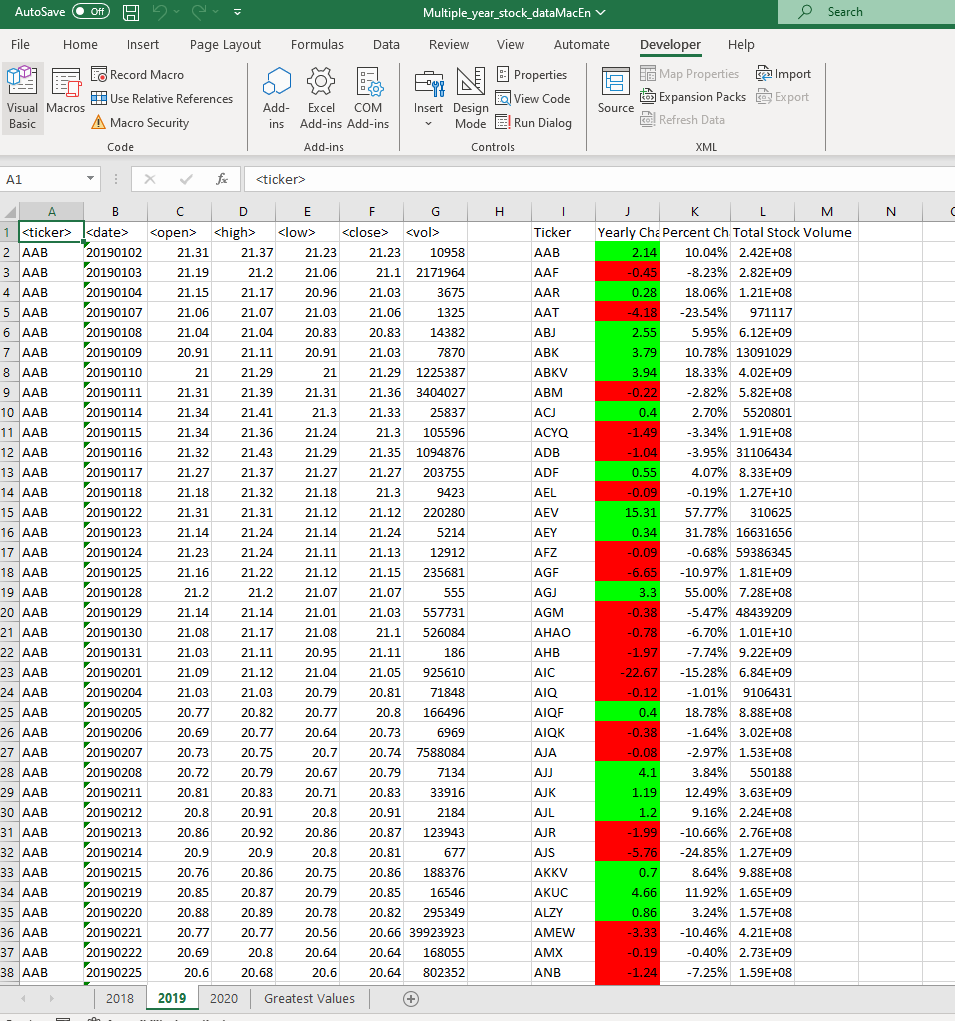 AutoSave Off Multiple_year_stock_dataMacEn Search
File Home Insert Page Layout Formulas Data Review View Automate Developer Help
Visual Basic
Macros
Record Macro
Use Relative References
Macro Security
Code
Add-ins
Excel Add-ins
COM Add-ins
Add-ins
Insert
Design Mode
Properties
View Code
Run Dialog
Controls
Source
Map Properties
Expansion Packs
Refresh Data
Import
Export
XML
A1 fx <ticker>
A B C D E F G H I J K L M N
1 <ticker> <date> <open> <high> <low> <close> <vol> Ticker Yearly Cha Percent Ch Total Stock Volume
2 AAB 20190102 21.31 21.37 21.23 21.23 10958 AAB 2.14 10.04% 2.42E+08
3 AAB 20190103 21.19 21.2 21.06 21.1 2171964 AAF -0.45 -8.23% 2.82E+09
4 AAB 20190104 21.15 21.17 20.96 21.03 3675 AAR 0.28 18.06% 1.21E+08
5 AAB 20190107 21.06 21.07 21.03 21.06 1325 AAT -4.18 -23.54% 971117
6 AAB 20190108 21.04 21.04 20.83 20.83 14382 ABJ 2.55 5.95% 6.12E+09
7 AAB 20190109 20.91 21.11 20.91 21.03 7870 ABK 3.79 10.78% 13091029
8 AAB 20190110 21 21.29 21 21.29 1225387 ABKV 3.94 18.33% 4.02E+09
9 AAB 20190111 21.31 21.39 21.31 21.36 3404027 ABM -0.22 -2.82% 5.82E+08
10 AAB 20190114 21.34 21.41 21.3 21.33 25837 ACJ 0.4 2.70% 5520801
11 AAB 20190115 21.34 21.36 21.24 21.3 105596 ACYQ -1.49 -3.34% 1.91E+08
12 AAB 20190116 21.32 21.43 21.29 21.35 1094876 ADB -1.04 -3.95% 31106434
13 AAB 20190117 21.27 21.37 21.27 21.27 203755 ADF 0.55 4.07% 8.33E+09
14 AAB 20190118 21.18 21.32 21.18 21.3 9423 AEL -0.09 -0.19% 1.27E+10
15 AAB 20190122 21.31 21.31 21.12 21.12 220280 AEV 15.31 57.77% 310625
16 AAB 20190123 21.14 21.24 21.14 21.24 5214 AEY 0.34 31.78% 16631656
17 AAB 20190124 21.23 21.24 21.11 21.13 12912 AFZ -0.09 -0.68% 59386345
18 AAB 20190125 21.16 21.22 21.12 21.15 235681 AGF -6.65 -10.97% 1.81E+09
19 AAB 20190128 21.2 21.2 21.07 21.07 555 AGJ 3.3 55.00% 7.28E+08
20 AAB 20190129 21.14 21.14 21.01 21.03 557731 AGM -0.38 -5.47% 48439209
21 AAB 20190130 21.08 21.17 21.08 21.1 526084 AHAO -0.78 -6.70% 1.01E+10
22 AAB 20190131 21.03 21.11 20.95 21.11 186 AHB -1.97 -7.74% 9.22E+09
23 AAB 20190201 21.09 21.12 21.04 21.05 925610 AIC -22.67 -15.28% 6.84E+09
24 AAB 20190204 21.03 21.03 20.79 20.81 71848 AIQ -0.12 -1.01% 9106431
25 AAB 20190205 20.77 20.82 20.77 20.8 166496 AIQF 0.4 18.78% 8.88E+08
26 AAB 20190206 20.69 20.77 20.64 20.73 6969 AIQK -0.38 -1.64% 3.02E+08
27 AAB 20190207 20.73 20.75 20.7 20.74 7588084 AJA -0.08 -2.97% 1.53E+08
28 AAB 20190208 20.72 20.79 20.67 20.79 7134 AJJ 4.1 3.84% 550188
29 AAB 20190211 20.81 20.83 20.71 20.83 33916 AJK 1.19 12.49% 3.63E+09
30 AAB 20190212 20.8 20.91 20.8 20.91 2184 AJL 1.2 9.16% 2.24E+08
31 AAB 20190213 20.86 20.92 20.86 20.87 123943 AJR -1.99 -10.66% 2.76E+08
32 AAB 20190214 20.9 20.9 20.8 20.81 677 AJS -5.76 -24.85% 1.27E+09
33 AAB 20190215 20.76 20.86 20.75 20.86 188376 AKKV 0.7 8.64% 9.88E+08
34 AAB 20190219 20.85 20.87 20.79 20.85 16546 AKUC 4.66 11.92% 1.65E+09
35 AAB 20190220 20.88 20.89 20.78 20.82 295349 ALZY 0.86 3.24% 1.57E+08
36 AAB 20190221 20.77 20.77 20.56 20.66 39923923 AMEW -3.33 -10.46% 4.21E+08
37 AAB 20190222 20.69 20.8 20.64 20.64 168055 AMX -0.19 -0.40% 2.73E+09
38 AAB 20190225 20.6 20.68 20.6 20.64 802352 ANB -1.24 -7.25% 1.59E+08
2018 2019 2020 Greatest Values